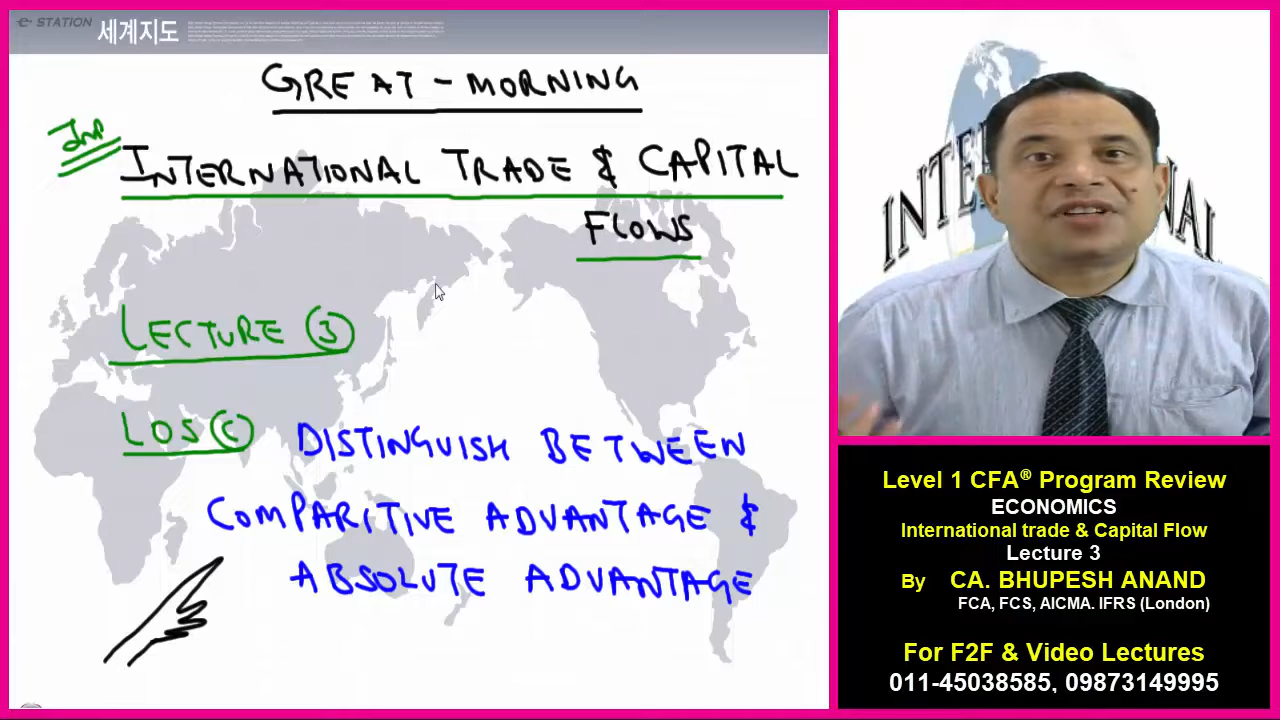 e-STATION
세계지도
GREAT - MORNING
Imp
INTERNATIONAL TRADE & CAPITAL
FLOWS
LECTURE (3)
LOS (C) DISTINGUISH BETWEEN
COMPARITIVE ADVANTAGE &
ABSOLUTE ADVANTAGE
INTERNATIONAL
Level 1 CFA® Program Review
ECONOMICS
International trade & Capital Flow
Lecture 3
By CA. BHUPESH ANAND
FCA, FCS, AICMA. IFRS (London)
For F2F & Video Lectures
011-45038585, 09873149995